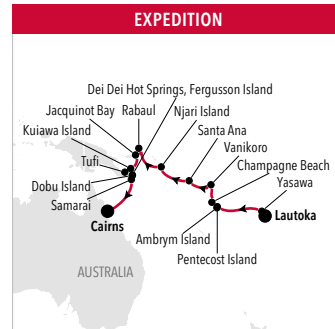 EXPEDITION
Dei Dei Hot Springs, Fergusson Island
Jacquinot Bay
Rabaul
Njari Island
Kuiawa Island
Santa Ana
Tufi
Vanikoro
Champagne Beach
Dobu Island
Yasawa
Samarai
Cairns
Lautoka
Ambrym Island
Pentecost Island
AUSTRALIA